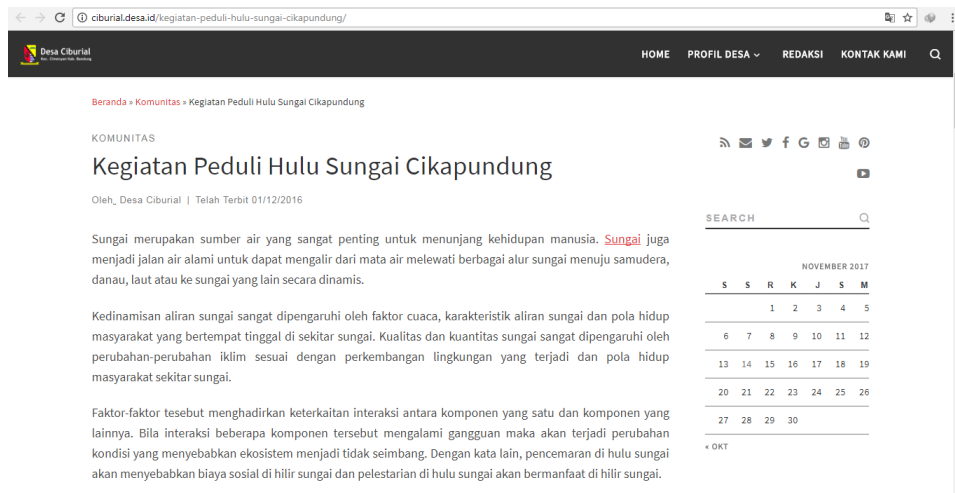 ciburial.desa.id/kegiatan-peduli-hulu-sungai-cikapundung/
Desa Ciburial
HOME PROFIL DESA REDAKSI KONTAK KAMI
Beranda » Komunitas » Kegiatan Peduli Hulu Sungai Cikapundung
KOMUNITAS
Kegiatan Peduli Hulu Sungai Cikapundung
Oleh_ Desa Ciburial | Telah Terbit 01/12/2016
Sungai merupakan sumber air yang sangat penting untuk menunjang kehidupan manusia. Sungai juga
menjadi jalan air alami untuk dapat mengalir dari mata air melewati berbagai alur sungai menuju samudera,
danau, laut atau ke sungai yang lain secara dinamis.
Kedinamisan aliran sungai sangat dipengaruhi oleh faktor cuaca, karakteristik aliran sungai dan pola hidup
masyarakat yang bertempat tinggal di sekitar sungai. Kualitas dan kuantitas sungai sangat dipengaruhi oleh
perubahan-perubahan iklim sesuai dengan perkembangan lingkungan yang terjadi dan pola hidup
masyarakat sekitar sungai.
Faktor-faktor tesebut menghadirkan keterkaitan interaksi antara komponen yang satu dan komponen yang
lainnya. Bila interaksi beberapa komponen tersebut mengalami gangguan maka akan terjadi perubahan
kondisi yang menyebabkan ekosistem menjadi tidak seimbang. Dengan kata lain, pencemaran di hulu sungai
akan menyebabkan biaya sosial di hilir sungai dan pelestarian di hulu sungai akan bermanfaat di hilir sungai.
SEARCH
NOVEMBER 2017
S S R K J S M
1 2 3 4 5
6 7 8 9 10 11 12
13 14 15 16 17 18 19
20 21 22 23 24 25 26
27 28 29 30
« OKT